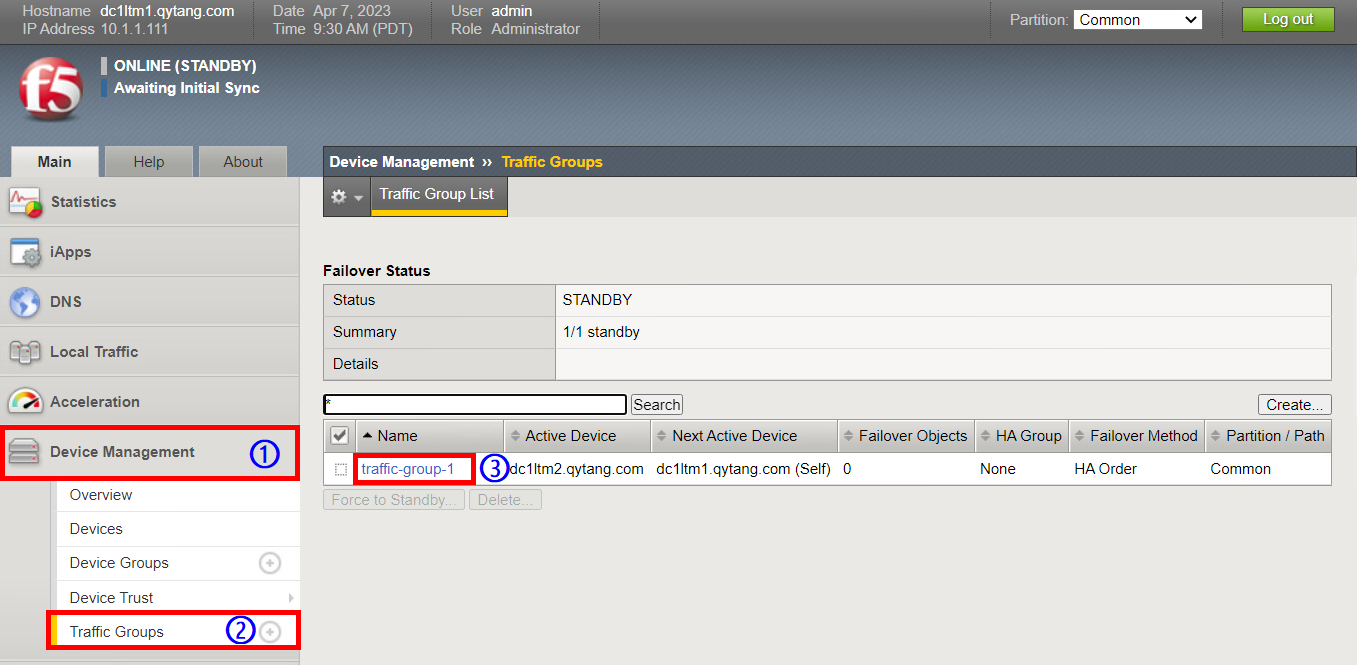 Hostname dc1ltm1.qytang.com Date Apr 7, 2023 User admin
IP Address 10.1.1.111 Time 9:30 AM (PDT) Role Administrator
Partition: Common Log out
f5
ONLINE (STANDBY)
Awaiting Initial Sync
Main Help About
Device Management ›› Traffic Groups
Traffic Group List
Statistics
iApps
DNS
Local Traffic
Acceleration
Device Management ①
Overview
Devices
Device Groups
Device Trust
Traffic Groups ②
Failover Status
Status STANDBY
Summary 1/1 standby
Details
* Search Create...
Name Active Device Next Active Device Failover Objects HA Group Failover Method Partition / Path
traffic-group-1 ③ dc1ltm2.qytang.com dc1ltm1.qytang.com (Self) 0 None HA Order Common
Force to Standby... Delete...